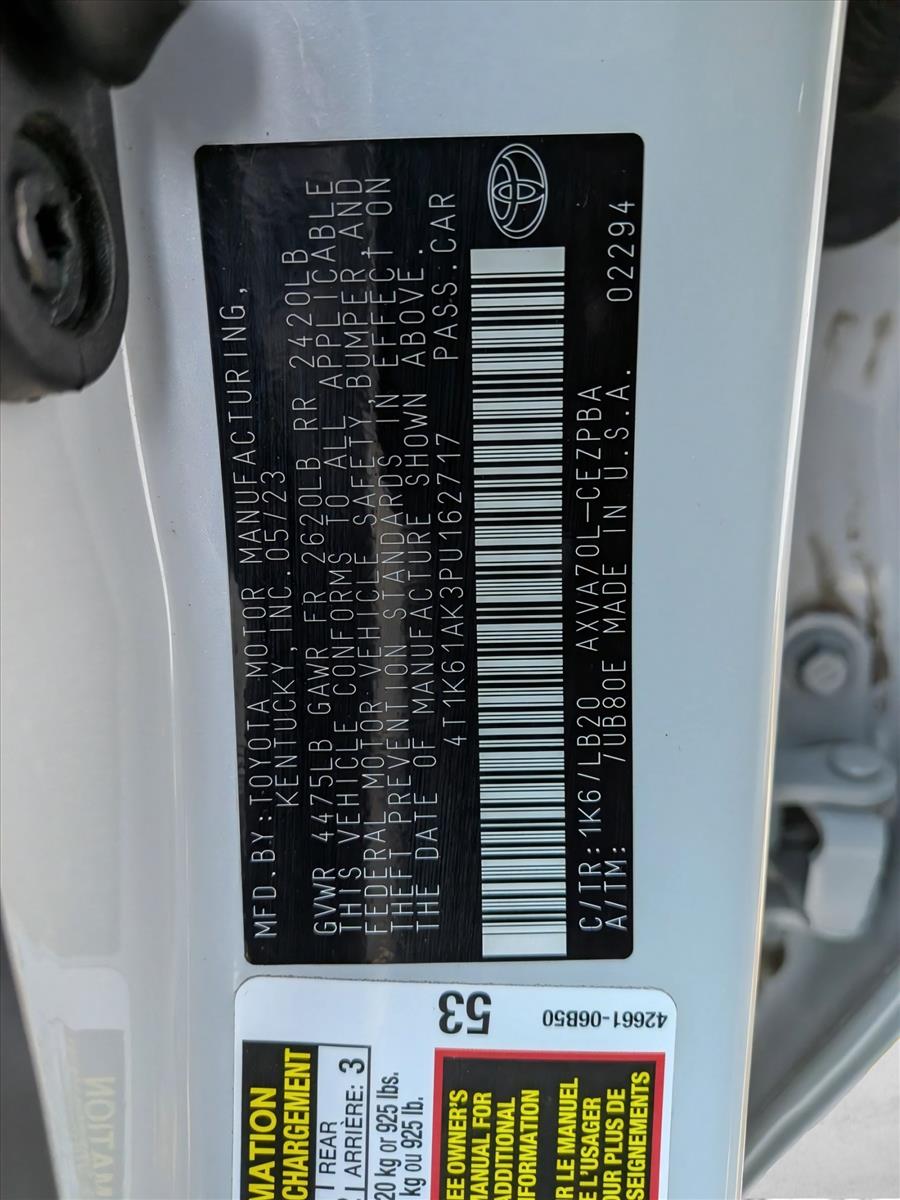 MFD.BY:TOYOTA MOTOR MANUFACTURING,
KENTUCKY,INC.05/23
GVWR 4475LB GAWR FR 2620LB RR 2420LB
THIS VEHICLE CONFORMS TO ALL APPLICABLE
FEDERAL MOTOR VEHICLE SAFETY,BUMPER,AND
THEFT PREVENTION STANDARDS IN EFFECT ON
THE DATE OF MANUFACTURE SHOWN ABOVE.
4T1K61AK3PU162717 PASS.CAR
C/TR:1K6/LB20 AXVA70L-CEZPBA
A/TM: /UB80E MADE IN U.S.A. 02294
53
42661-06B50
MATION
CHARGEMENT
REAR
ARRIÈRE: 3
20 kg or 925 lbs.
kg ou 925 lb.
EE OWNER'S
MANUAL FOR
ADDITIONAL
FORMATION
R LE MANUEL
E L'USAGER
OUR PLUS DE
SEIGNEMENTS